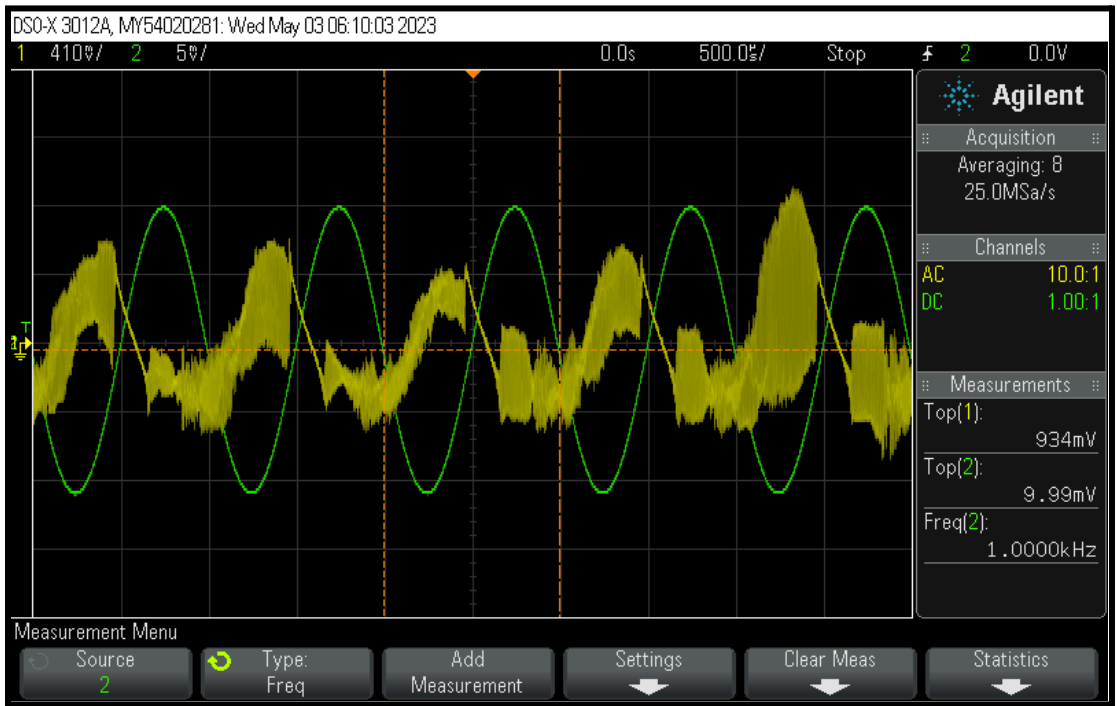 DSO-X 3012A, MY54020281: Wed May 03 06:10:03 2023
1 410mV/ 2 5mV/ 0.0s 500.0us/ Stop 2 0.0V
Agilent
Acquisition
Averaging: 8
25.0MSa/s
Channels
AC 10.0:1
DC 1.00:1
Measurements
Top(1):
934mV
Top(2):
9.99mV
Freq(2):
1.0000kHz
T
Measurement Menu
Source
2
Type:
Freq
Add
Measurement
Settings
Clear Meas
Statistics